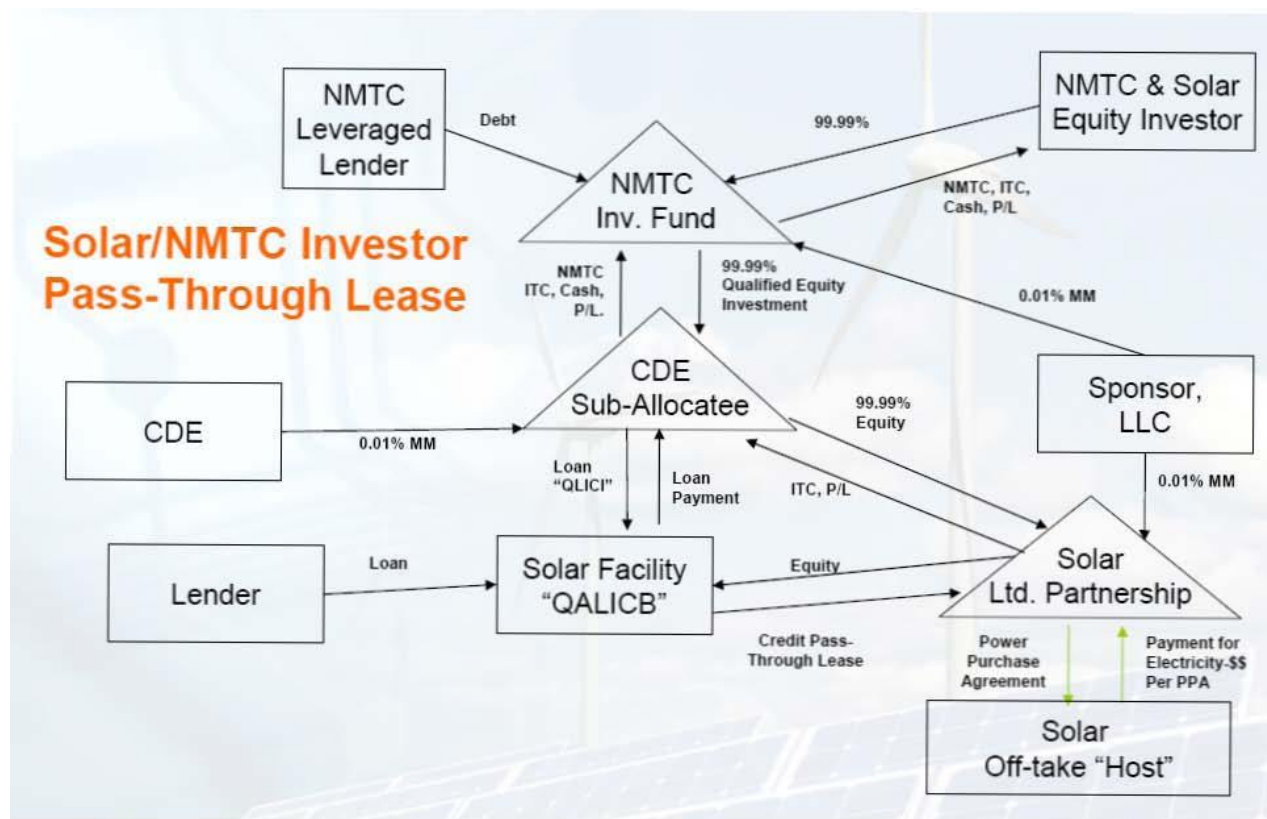 NMTC
Leveraged
Lender
Debt
99.99%
NMTC & Solar
Equity Investor
NMTC
Inv. Fund
NMTC, ITC,
Cash, P/L
Solar/NMTC Investor
Pass-Through Lease
NMTC
ITC, Cash,
P/L.
99.99%
Qualified Equity
Investment
0.01% MM
CDE
0.01% MM
CDE
Sub-Allocatee
99.99%
Equity
Sponsor,
LLC
Loan
"QLICI"
Loan
Payment
ITC, P/L
0.01% MM
Lender
Loan
Solar Facility
"QALICB"
Equity
Solar
Ltd. Partnership
Credit Pass-
Through Lease
Power
Purchase
Agreement
Payment for
Electricity-$$
Per PPA
Solar
Off-take "Host"